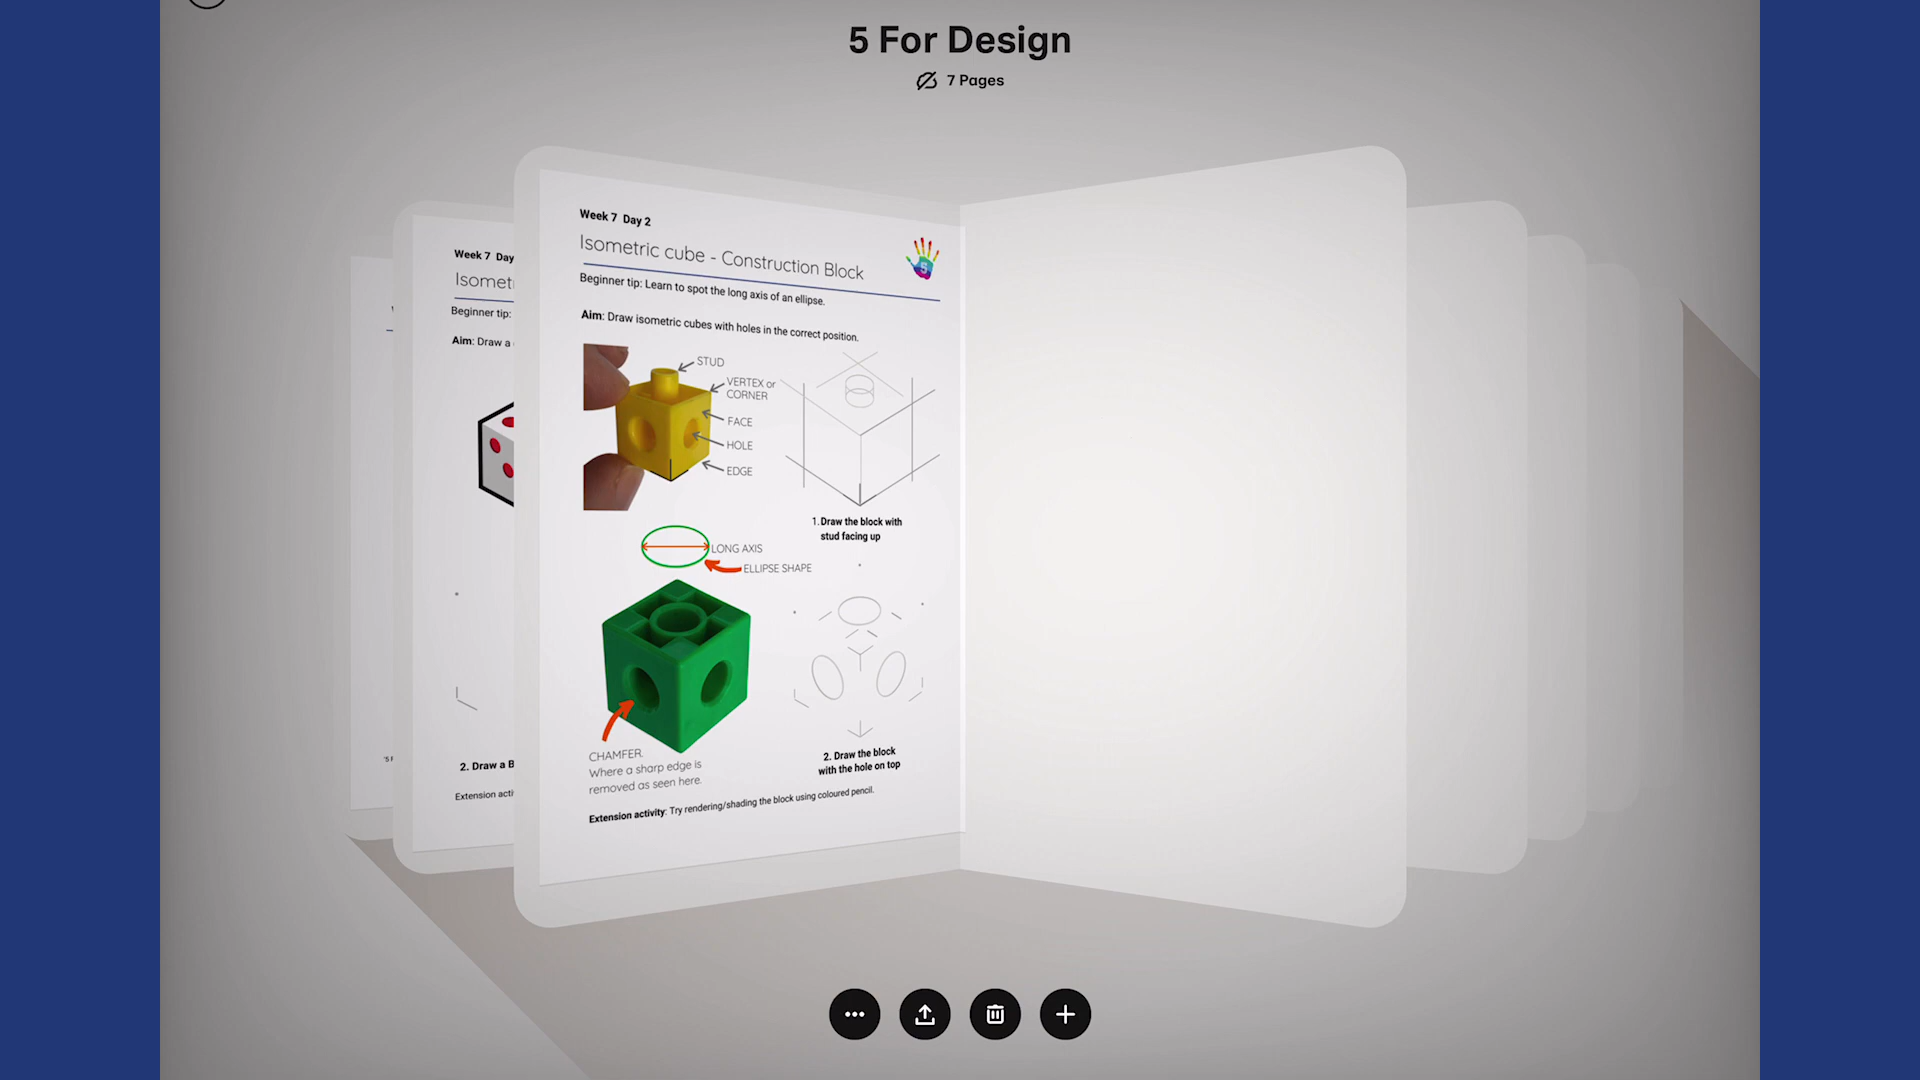 5 For Design
7 Pages
Week 7 Day
Isomet
Beginner tip:
Aim: Draw a
2. Draw a B
Extension acti
Week 7 Day 2
Isometric cube - Construction Block
5
Beginner tip: Learn to spot the long axis of an ellipse.
Aim: Draw isometric cubes with holes in the correct position.
STUD
VERTEX or
CORNER
FACE
HOLE
EDGE
1. Draw the block with
stud facing up
LONG AXIS
ELLIPSE SHAPE
CHAMFER.
Where a sharp edge is
removed as seen here.
2. Draw the block
with the hole on top
Extension activity: Try rendering/shading the block using coloured pencil.